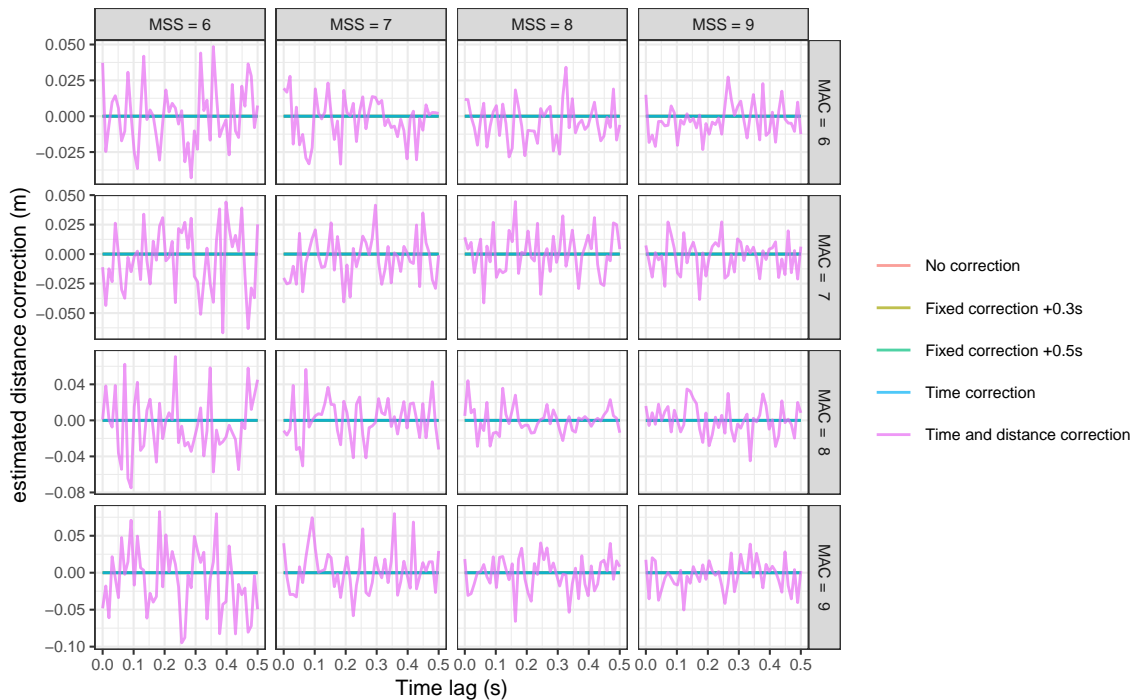 MSS = 6 MSS = 7 MSS = 8 MSS = 9
0.050
0.025
0.000
−0.025
MAC = 6
0.050
0.025
0.000
−0.025
−0.050
MAC = 7
0.04
0.00
−0.04
−0.08
MAC = 8
0.05
0.00
−0.05
−0.10
MAC = 9
0.0 0.1 0.2 0.3 0.4 0.5 0.0 0.1 0.2 0.3 0.4 0.5 0.0 0.1 0.2 0.3 0.4 0.5 0.0 0.1 0.2 0.3 0.4 0.5
Time lag (s)
estimated distance correction (m)
No correction
Fixed correction +0.3s
Fixed correction +0.5s
Time correction
Time and distance correction